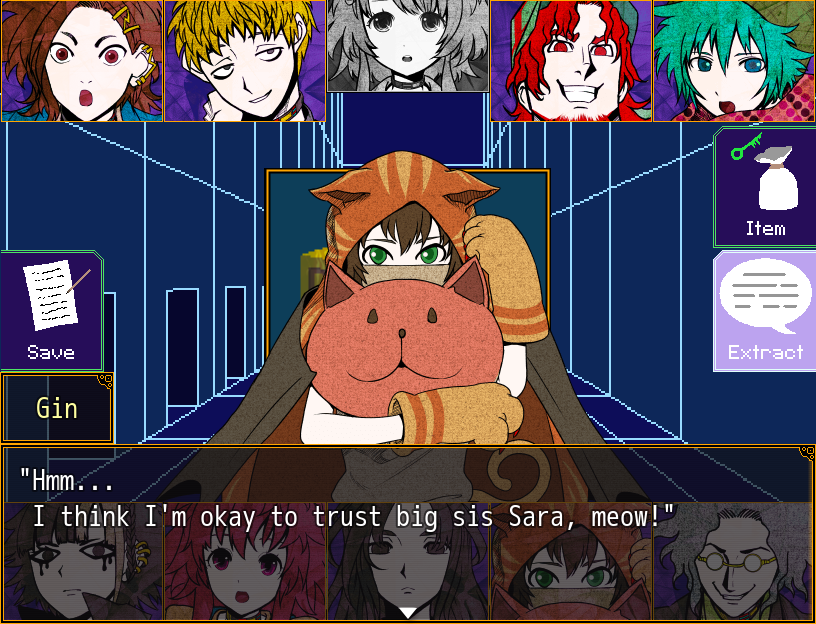 Item
Save
Extract
Gin
"Hmm...
I think I'm okay to trust big sis Sara, meow!"